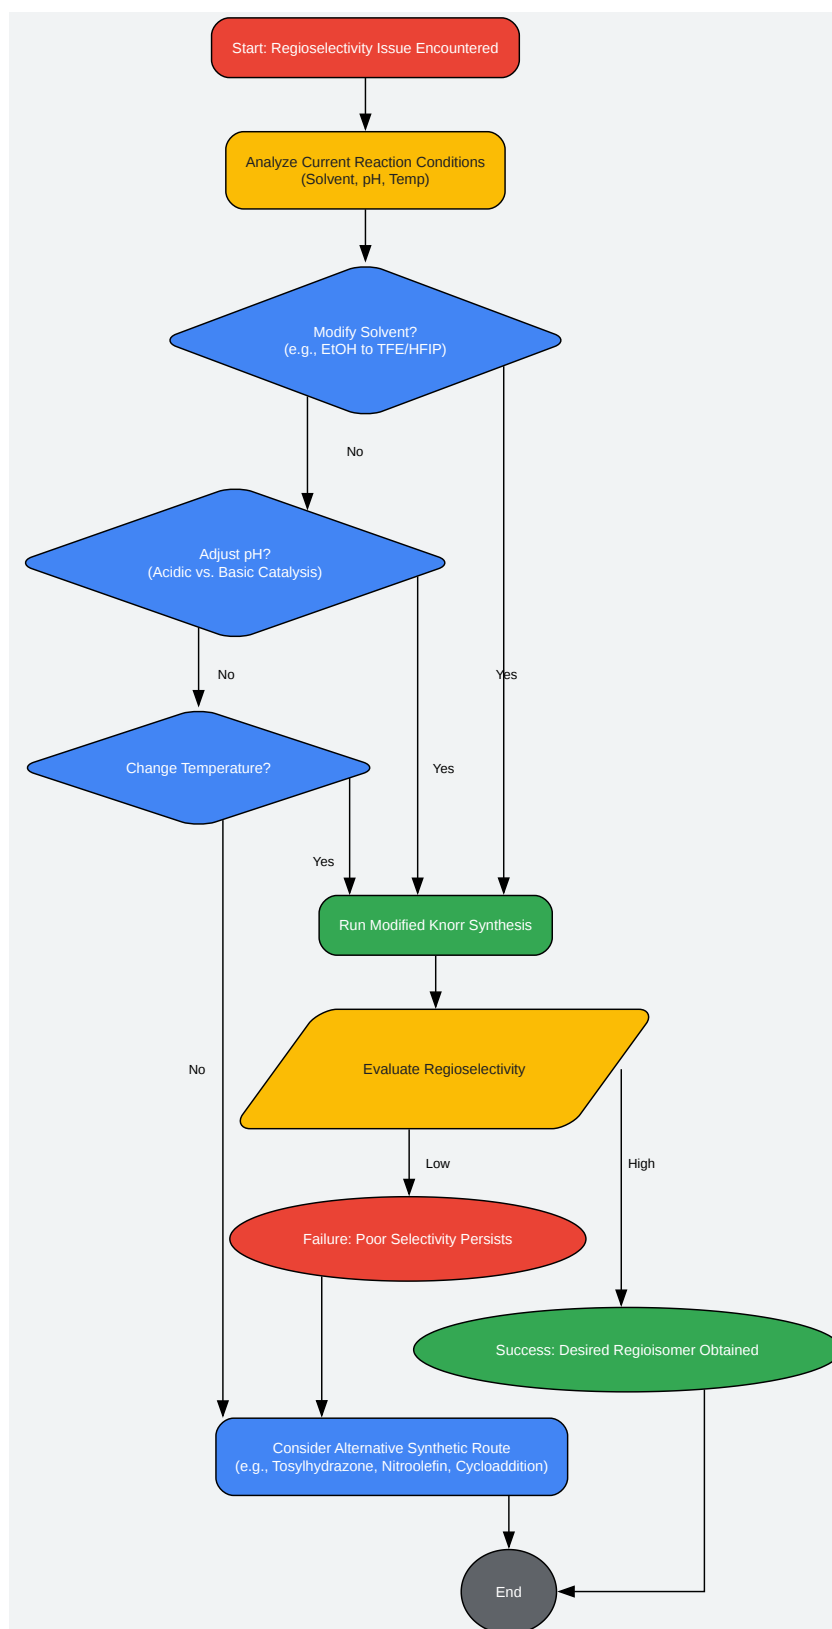 Start: Regioselectivity Issue Encountered
Analyze Current Reaction Conditions
(Solvent, pH, Temp)
Modify Solvent?
(e.g., EtOH to TFE/HFIP)
No
Adjust pH?
(Acidic vs. Basic Catalysis)
No
Yes
Change Temperature?
Yes
Yes
Run Modified Knorr Synthesis
Evaluate Regioselectivity
No
Low
High
Failure: Poor Selectivity Persists
Success: Desired Regioisomer Obtained
Consider Alternative Synthetic Route
(e.g., Tosylhydrazone, Nitroolefin, Cycloaddition)
End